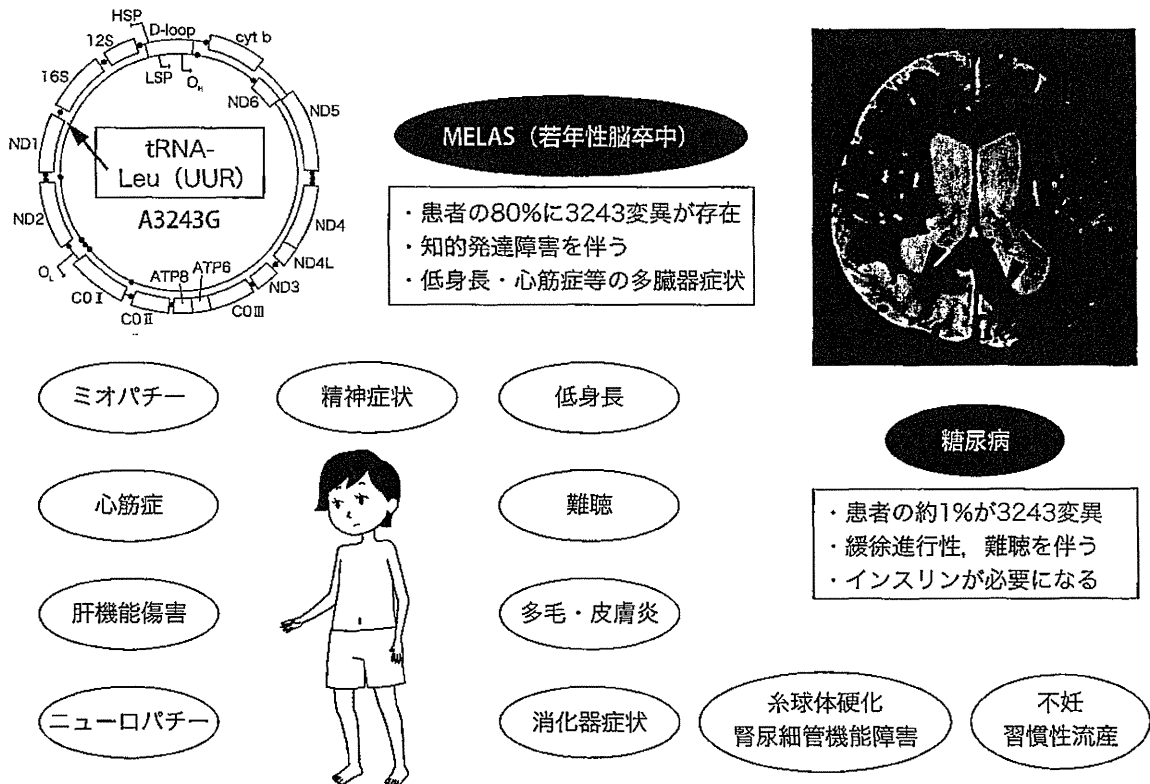 HSP
D-loop
12S
cyt b
16S
LSP
O_H
ND6
ND5
ND1
tRNA-
Leu (UUR)
A3243G
ND2
ND4
O_L
ATP8
ATP6
ND4L
ND3
CO I
CO II
CO III
MELAS(若年性脳卒中)
・患者の80%に3243変異が存在
・知的発達障害を伴う
・低身長・心筋症等の多臓器症状
ミオパチー
精神症状
低身長
糖尿病
心筋症
難聴
・患者の約1%が3243変異
・緩徐進行性,難聴を伴う
・インスリンが必要になる
肝機能傷害
多毛・皮膚炎
ニューロパチー
消化器症状
糸球体硬化
腎尿細管機能障害
不妊
習慣性流産